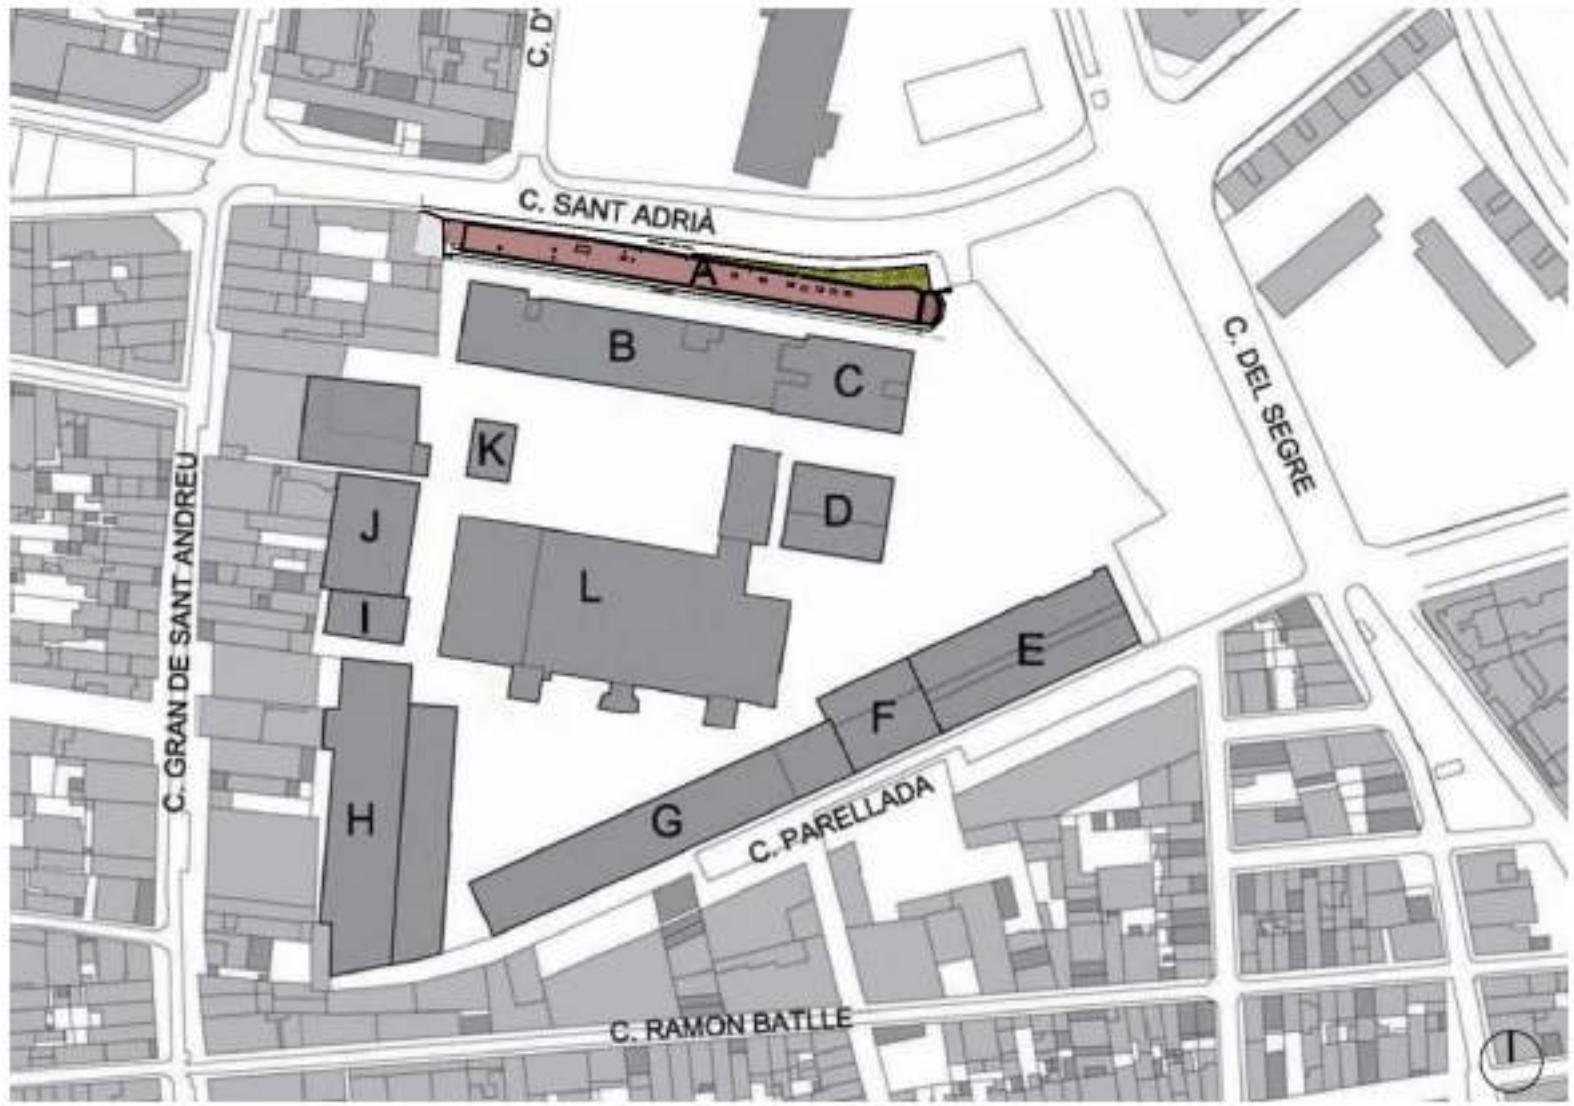 C. D'
C. SANT ADRIÀ
A
B
C
C. DEL SEGRE
K
D
J
C. GRAN DE SANT ANDREU
L
I
E
F
H
G
C. PARELLADA
C. RAMON BATLLE